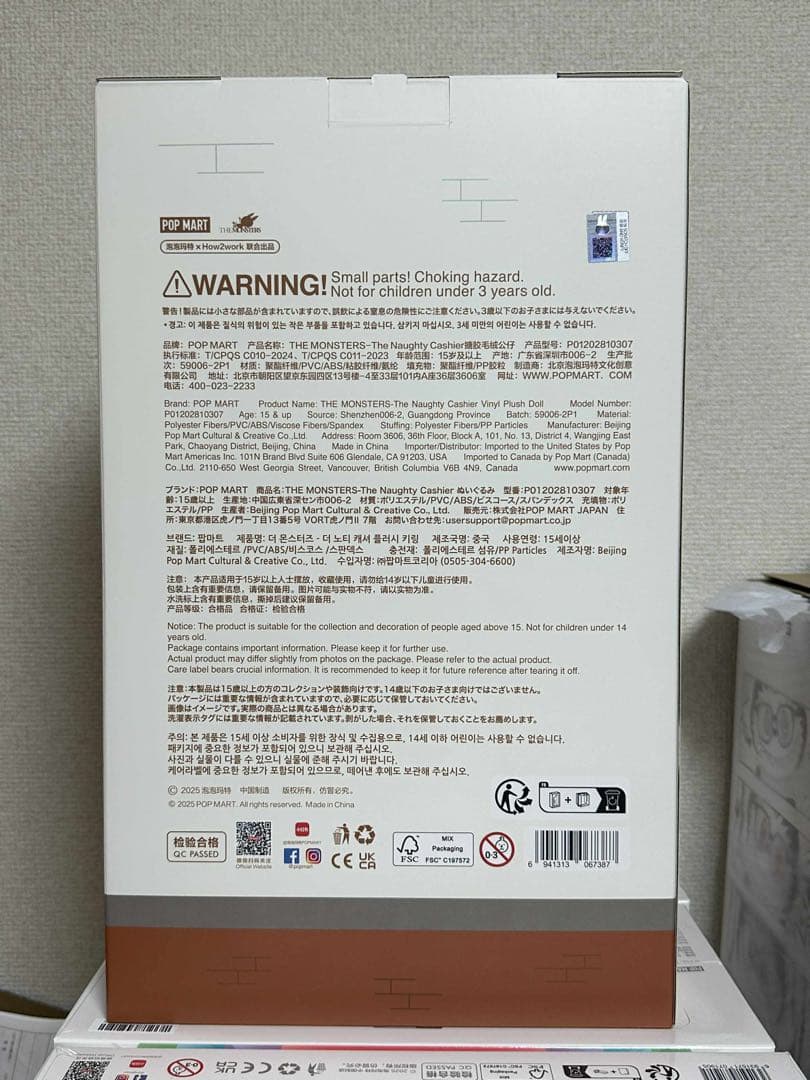 POP MART THE MONSTERS
泡泡玛特 × How2work 联合出品
WARNING! Small parts! Choking hazard.
Not for children under 3 years old.
警告！製品には小さな部品が含まれていますので、誤飲による窒息の危険性にご注意ください。3歳以下のお子さまには与えないでください。
• 경고: 이 제품은 질식의 위험이 있는 작은 부품을 포함하고 있습니다. 삼키지 마십시오. 3세 미만의 어린이는 사용할 수 없습니다.
品牌：POP MART 产品名称：THE MONSTERS-The Naughty Cashier搪胶毛绒公仔 产品型号：P01202810307
执行标准：T/CPQS C010-2024、T/CPQS C011-2023 年龄范围：15岁及以上 产地：广东省深圳市006-2 生产批
次：59006-2P1 材质：聚酯纤维/PVC/ABS/粘胶纤维/氨纶 填充物：聚酯纤维/PP胶粒 制造商：北京泡泡玛特文化创意
有限公司 地址：北京市朝阳区望京东园四区13号楼-4至33层101内A座36层3606室 网址：WWW.POPMART. COM
电话：400-023-2233
Brand: POP MART Product Name: THE MONSTERS-The Naughty Cashier Vinyl Plush Doll Model Number:
P01202810307 Age: 15 & up Source: Shenzhen006-2, Guangdong Province Batch: 59006-2P1 Material:
Polyester Fibers/PVC/ABS/Viscose Fibers/Spandex Stuffing: Polyester Fibers/PP Particles Manufacturer: Beijing
Pop Mart Cultural & Creative Co.,Ltd. Address: Room 3606, 36th Floor, Block A, 101, No. 13, District 4, Wangjing East
Park, Chaoyang District, Beijing, China Made in China Importer/Distributor: Imported to the United States by Pop
Mart Americas Inc. 101N Brand Blvd Suite 606 Glendale, CA 91203, USA Imported to Canada by Pop Mart (Canada)
Co.,Ltd. 2110-650 West Georgia Street, Vancouver, British Columbia V6B 4N9, Canada www.popmart.com
ブランド：POP MART 商品名：THE MONSTERS-The Naughty Cashier ぬいぐるみ 型番：P01202810307 対象年
齢：15歳以上 生産地：中国広東省深セン市006-2 材質：ポリエステル/PVC/ABS/ビスコース/スパンデックス 充填物：ポリ
エステル/PP 生産者：Beijing Pop Mart Cultural & Creative Co., Ltd. 販売元：株式会社POP MART JAPAN 住
所：東京都港区虎ノ門一丁目13番5号 VORT虎ノ門II 7階 お問い合わせ先：usersupport@popmart.co.jp
브랜드: 팝마트 제품명: 더 몬스터즈 - 더 노티 캐셔 플러시 키링 제조국명: 중국 사용연령: 15세이상
재질: 폴리에스테르 /PVC/ABS/비스코스 /스판덱스 충전재: 폴리에스테르 섬유/PP Particles 제조자명: Beijing
Pop Mart Cultural & Creative Co., Ltd. 수입자명: ㈜팝마트코리아 (0505-304-6600)
注意： 本产品适用于15岁以上人士摆放，收藏使用，请勿给14岁以下儿童进行使用。
包装上含有重要信息，请保留备用。图片可能与实物不符，请以实物为准。
水洗标上含有重要信息，撕掉后建议保留备用。
产品等级：合格品 合格证：检验合格
Notice: The product is suitable for the collection and decoration of people aged above 15. Not for children under 14
years old.
Package contains important information. Please keep it for further use.
Actual product may differ slightly from photos on the package. Please refer to the actual product.
Care label bears crucial information. It is recommended to keep it for future reference after tearing it off.
注意：本製品は15歳以上の方のコレクションや装飾向けです。14歳以下のお子さま向けではございません。
パッケージには重要な情報が含まれていますので、必要に応じて保管しておいてください。
画像はイメージです。実際の商品とは異なる場合があります。
洗濯表示タグには重要な情報が記載されています。剥がした場合、それを保管しておくことをお薦めします。
주의: 본 제품은 15세 이상 소비자를 위한 장식 및 수집용으로, 14세 이하 어린이는 사용할 수 없습니다.
패키지에 중요한 정보가 포함되어 있으니 보관해 주십시오.
사진과 실물이 다를 수 있으니 실물에 준해 주시기 바랍니다.
케어라벨에 중요한 정보가 포함되어 있으므로, 떼어낸 후에도 보관해 주십시오.
© 2025 泡泡玛特 中国制造 版权所有，仿冒必究。
© 2025 POP MART. All rights reserved. Made in China
FR
检验合格
QC PASSED
Official Website
小红书
@popmart
CE
UK
CA
FSC
MIX
Packaging
FSC® C197572
0-3
6 941313 067387